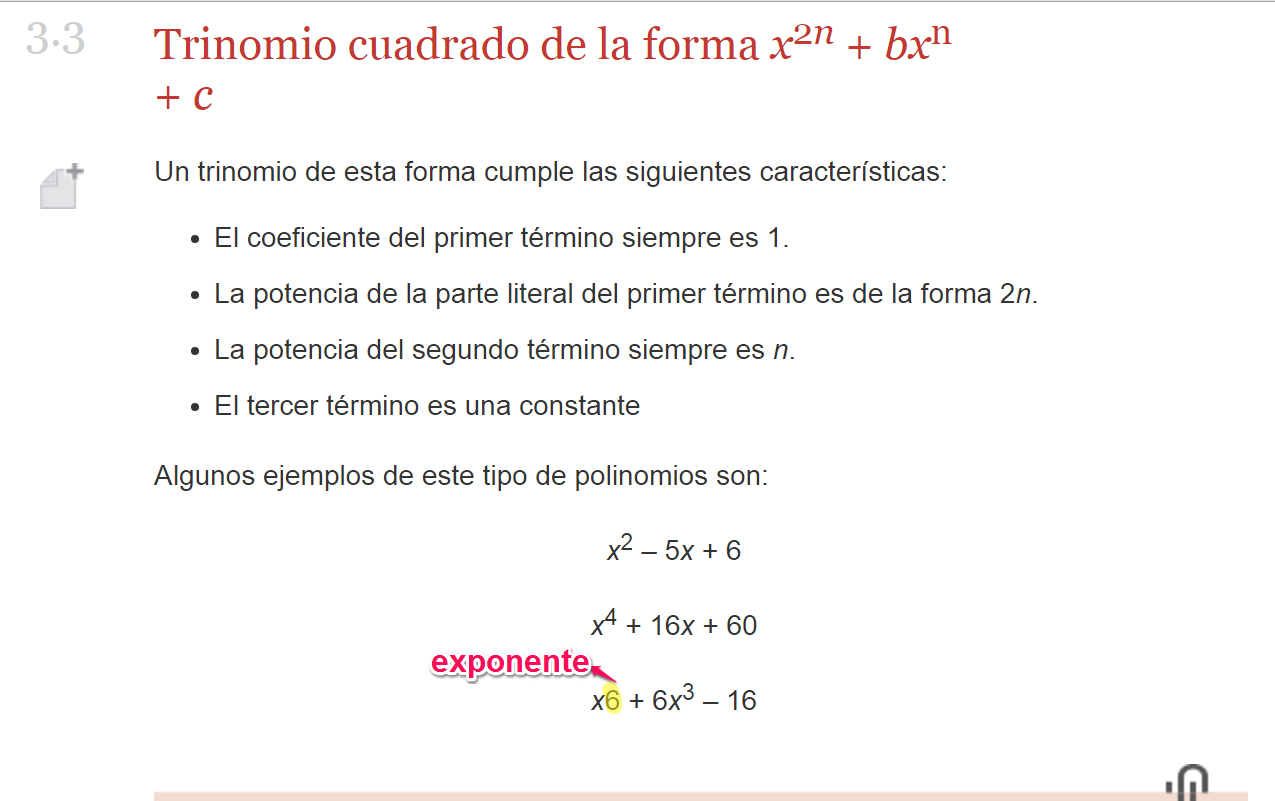 3.3
Trinomio cuadrado de la forma x²ⁿ + bxⁿ
+ c
Un trinomio de esta forma cumple las siguientes características:
• El coeficiente del primer término siempre es 1.
• La potencia de la parte literal del primer término es de la forma 2n.
• La potencia del segundo término siempre es n.
• El tercer término es una constante
Algunos ejemplos de este tipo de polinomios son:
x² – 5x + 6
x⁴ + 16x + 60
exponente
x6 + 6x³ – 16